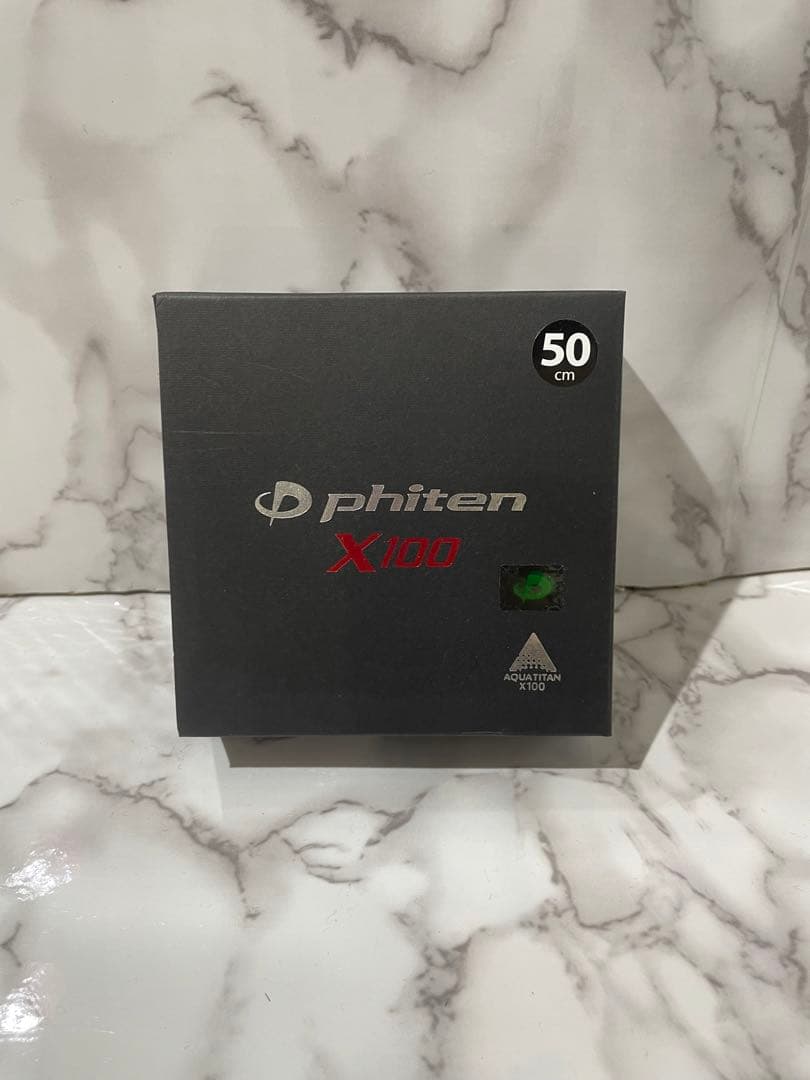 50
cm
phiten
X100
AQUATITAN
X100